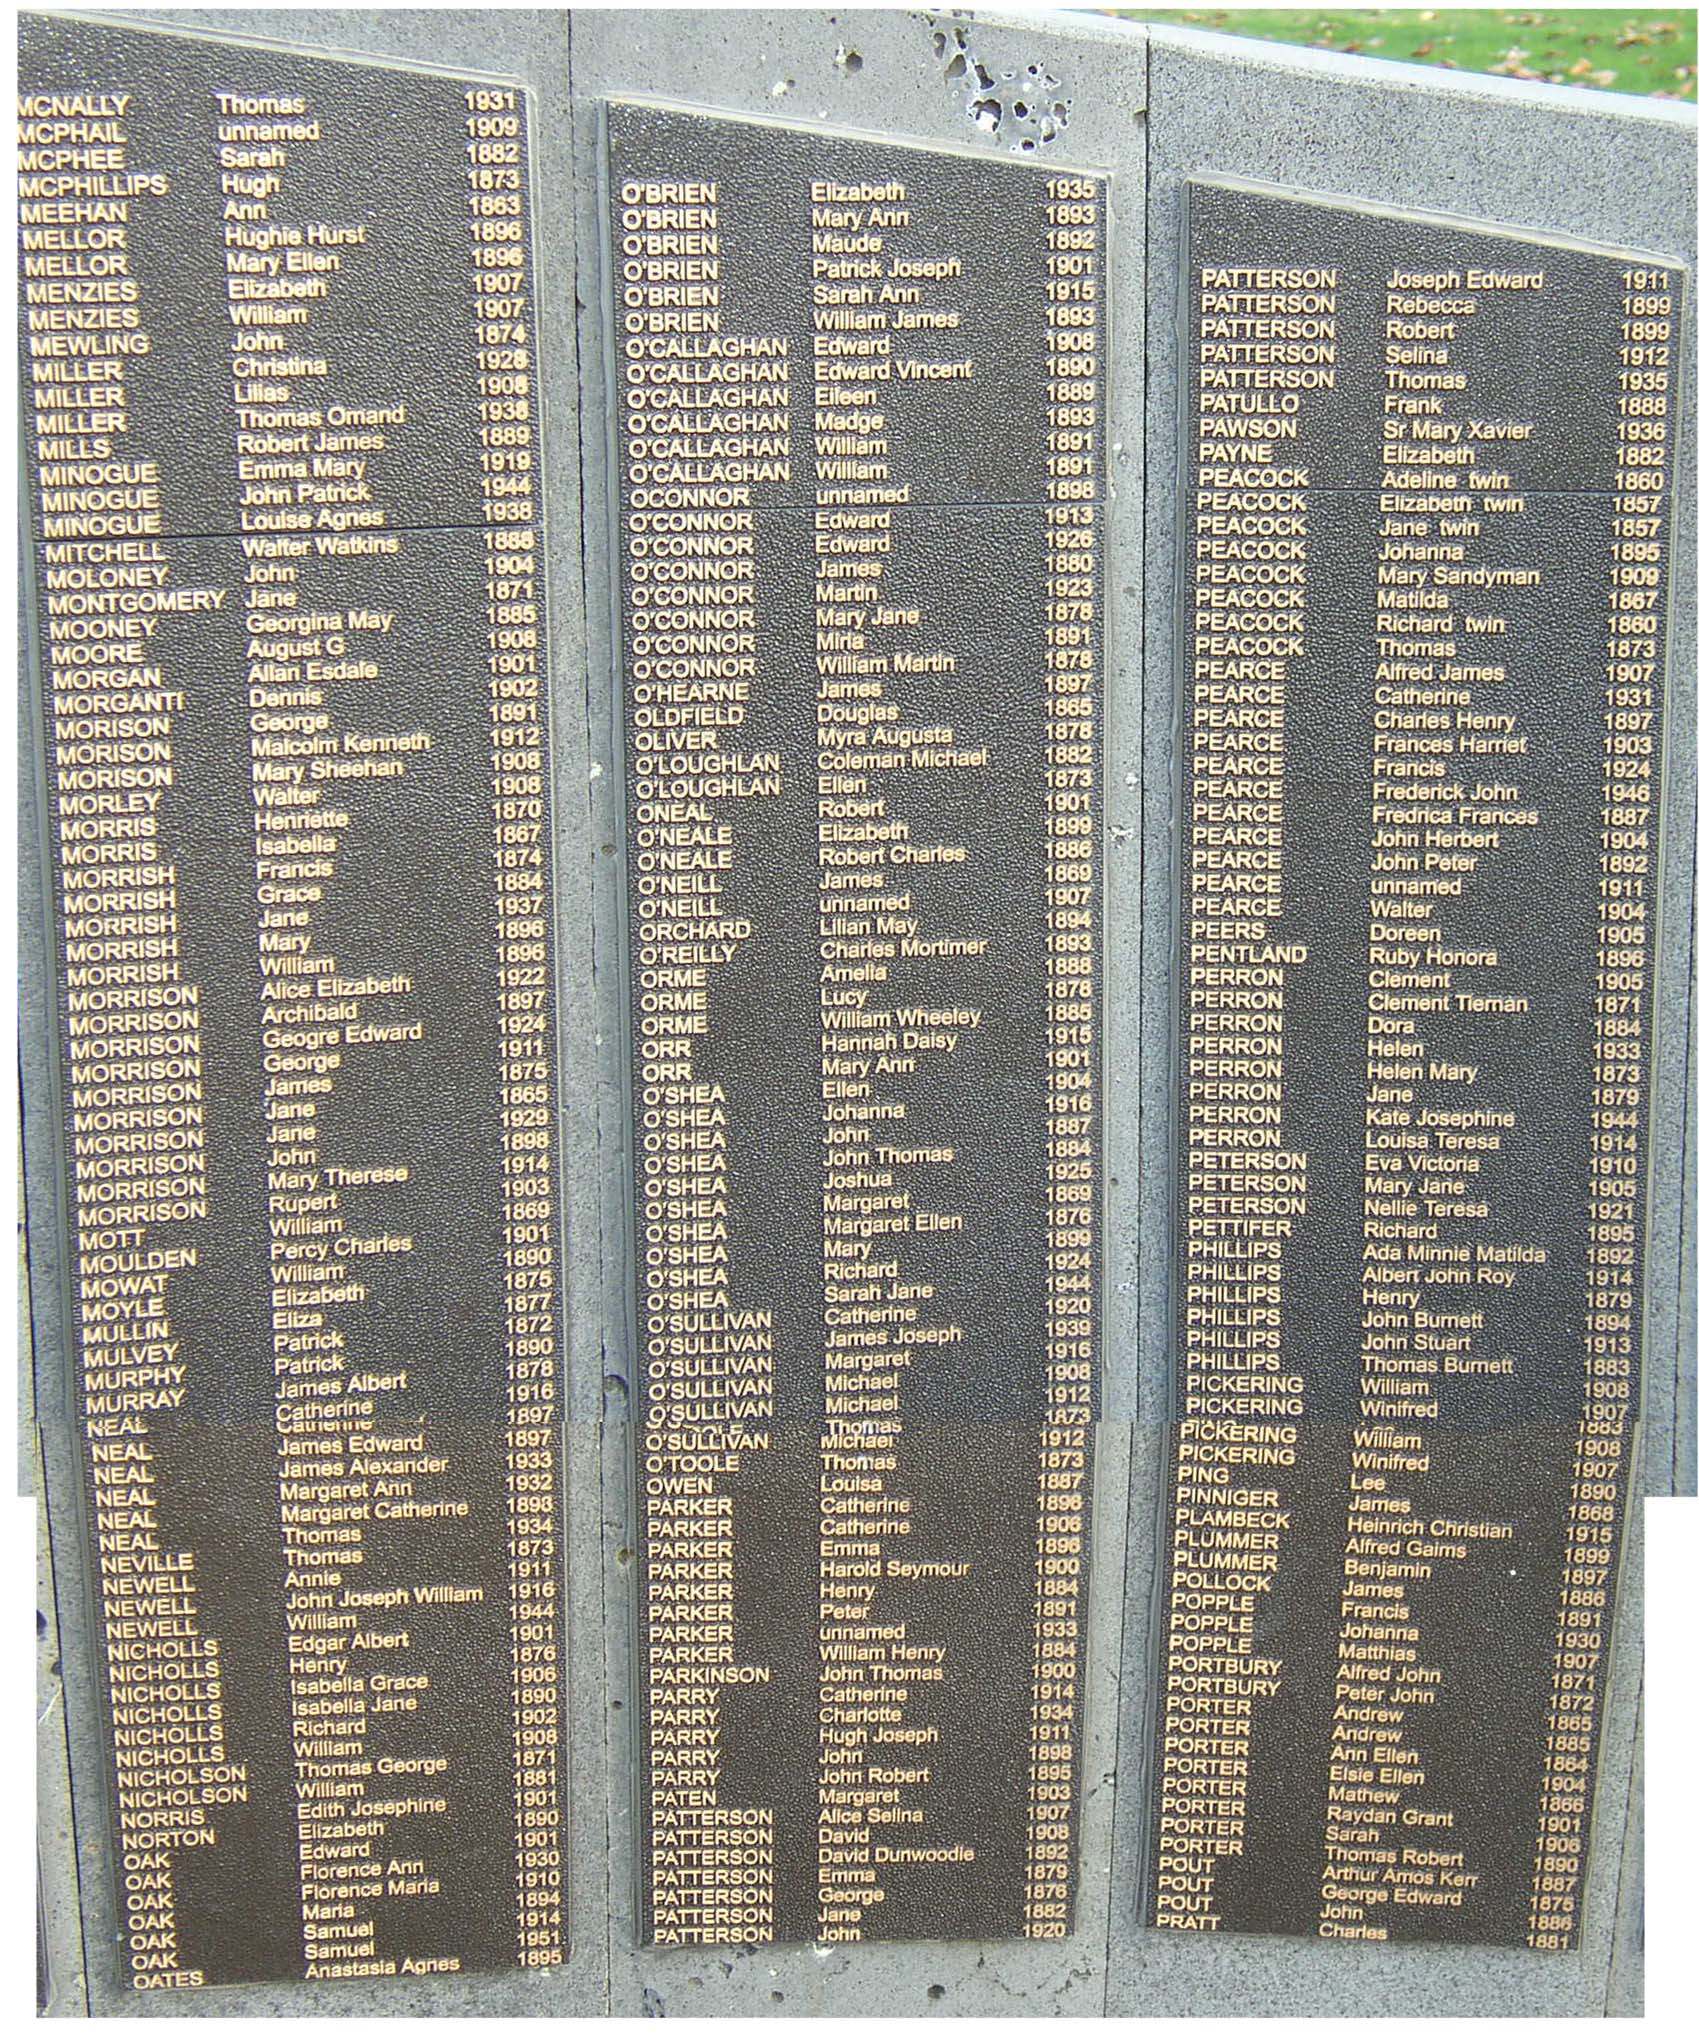 MCNALLY Thomas 1931
MCPHAIL unnamed 1909
MCPHEE Sarah 1882
MCPHILLIPS Hugh 1873
MEEHAN Ann 1863
MELLOR Hughie Hurst 1896
MELLOR Mary Ellen 1896
MENZIES Elizabeth 1907
MENZIES William 1907
MEWLING John 1874
MILLER Christina 1928
MILLER Lilias 1908
MILLER Thomas Omand 1936
MILLS Robert James 1889
MINOGUE Emma Mary 1919
MINOGUE John Patrick 1944
MINOGUE Louise Agnes 1938
MITCHELL Walter Watkins 1888
MOLONEY John 1904
MONTGOMERY Jane 1871
MOONEY Georgina May 1885
MOORE August G 1908
MORGAN Allan Esdale 1901
MORGANTI Dennis 1902
MORISON George 1891
MORISON Malcolm Kenneth 1912
MORISON Mary Sheehan 1908
MORLEY Walter 1908
MORRIS Henriette 1870
MORRIS Isabella 1867
MORRISH Francis 1874
MORRISH Grace 1884
MORRISH Jane 1937
MORRISH Mary 1896
MORRISH William 1896
MORRISON Alice Elizabeth 1922
MORRISON Archibald 1897
MORRISON Geogre Edward 1924
MORRISON George 1911
MORRISON James 1875
MORRISON Jane 1865
MORRISON Jane 1929
MORRISON John 1898
MORRISON Mary Therese 1914
MORRISON Rupert 1903
MOTT William 1869
MOULDEN Percy Charles 1901
MOWAT William 1890
MOYLE Elizabeth 1875
MULLIN Eliza 1877
MULVEY Patrick 1872
MURPHY Patrick 1890
MURRAY James Albert 1878
NEAL Catherine 1916
NEAL James Edward 1897
NEAL James Alexander 1933
NEAL Margaret Ann 1932
NEAL Margaret Catherine 1893
NEAL Thomas 1934
NEVILLE Thomas 1873
NEWELL Annie 1911
NEWELL John Joseph William 1916
NEWELL William 1944
NICHOLLS Edgar Albert 1901
NICHOLLS Henry 1876
NICHOLLS Isabella Grace 1906
NICHOLLS Isabella Jane 1890
NICHOLLS Richard 1902
NICHOLLS William 1908
NICHOLSON Thomas George 1871
NICHOLSON William 1881
NORRIS Edith Josephine 1901
NORTON Elizabeth 1890
OAK Edward 1901
OAK Florence Ann 1930
OAK Florence Maria 1910
OAK Maria 1894
OAK Samuel 1914
OAK Samuel 1951
OATES Anastasia Agnes 1895
O'BRIEN Elizabeth 1935
O'BRIEN Mary Ann 1893
O'BRIEN Maude 1892
O'BRIEN Patrick Joseph 1901
O'BRIEN Sarah Ann 1915
O'BRIEN William James 1893
O'CALLAGHAN Edward 1908
O'CALLAGHAN Edward Vincent 1890
O'CALLAGHAN Eileen 1889
O'CALLAGHAN Madge 1893
O'CALLAGHAN William 1891
O'CALLAGHAN William 1891
OCONNOR unnamed 1898
O'CONNOR Edward 1913
O'CONNOR Edward 1926
O'CONNOR James 1880
O'CONNOR Martin 1923
O'CONNOR Mary Jane 1878
O'CONNOR Miria 1891
O'CONNOR William Martin 1878
O'HEARNE James 1897
OLDFIELD Douglas 1865
OLIVER Myra Augusta 1878
O'LOUGHLAN Coleman Michael 1882
O'LOUGHLAN Ellen 1873
ONEAL Robert 1901
O'NEALE Elizabeth 1899
O'NEALE Robert Charles 1886
O'NEILL James 1869
O'NEILL unnamed 1907
ORCHARD Lilian May 1894
O'REILLY Charles Mortimer 1893
ORME Amelia 1888
ORME Lucy 1878
ORME William Wheeley 1885
ORR Hannah Daisy 1915
ORR Mary Ann 1901
O'SHEA Ellen 1904
O'SHEA Johanna 1916
O'SHEA John 1887
O'SHEA John Thomas 1884
O'SHEA Joshua 1925
O'SHEA Margaret 1869
O'SHEA Margaret Ellen 1876
O'SHEA Mary 1899
O'SHEA Richard 1924
O'SHEA Sarah Jane 1944
O'SULLIVAN Catherine 1920
O'SULLIVAN James Joseph 1939
O'SULLIVAN Margaret 1916
O'SULLIVAN Michael 1908
O'SULLIVAN Michael 1912
Thomas 1873
O'SULLIVAN Michael 1912
O'TOOLE Thomas 1873
OWEN Louisa 1887
PARKER Catherine 1896
PARKER Catherine 1906
PARKER Emma 1896
PARKER Harold Seymour 1900
PARKER Henry 1884
PARKER Peter 1891
PARKER unnamed 1933
PARKER William Henry 1884
PARKINSON John Thomas 1900
PARRY Catherine 1914
PARRY Charlotte 1934
PARRY Hugh Joseph 1911
PARRY John 1898
PARRY John Robert 1895
PATEN Margaret 1903
PATTERSON Alice Selina 1907
PATTERSON David 1908
PATTERSON David Dunwoodie 1892
PATTERSON Emma 1879
PATTERSON George 1876
PATTERSON Jane 1882
PATTERSON John 1920
PATTERSON Joseph Edward 1911
PATTERSON Rebecca 1899
PATTERSON Robert 1899
PATTERSON Selina 1912
PATTERSON Thomas 1935
PATULLO Frank 1888
PAWSON Sr Mary Xavier 1936
PAYNE Elizabeth 1882
PEACOCK Adeline twin 1860
PEACOCK Elizabeth twin 1857
PEACOCK Jane twin 1857
PEACOCK Johanna 1895
PEACOCK Mary Sandyman 1909
PEACOCK Matilda 1867
PEACOCK Richard twin 1860
PEACOCK Thomas 1873
PEARCE Alfred James 1907
PEARCE Catherine 1931
PEARCE Charles Henry 1897
PEARCE Frances Harriet 1903
PEARCE Francis 1924
PEARCE Frederick John 1946
PEARCE Fredrica Frances 1887
PEARCE John Herbert 1904
PEARCE John Peter 1892
PEARCE unnamed 1911
PEARCE Walter 1904
PEERS Doreen 1905
PENTLAND Ruby Honora 1896
PERRON Clement 1905
PERRON Clement Tiernan 1871
PERRON Dora 1884
PERRON Helen 1933
PERRON Helen Mary 1873
PERRON Jane 1879
PERRON Kate Josephine 1944
PERRON Louisa Teresa 1914
PETERSON Eva Victoria 1910
PETERSON Mary Jane 1905
PETERSON Nellie Teresa 1921
PETTIFER Richard 1895
PHILLIPS Ada Minnie Matilda 1892
PHILLIPS Albert John Roy 1914
PHILLIPS Henry 1879
PHILLIPS John Burnett 1894
PHILLIPS John Stuart 1913
PHILLIPS Thomas Burnett 1883
PICKERING William 1908
PICKERING Winifred 1907
PICKERING William 1908
PICKERING Winifred 1907
PING Lee 1890
PINNIGER James 1868
PLAMBECK Heinrich Christian 1915
PLUMMER Alfred Gairns 1899
PLUMMER Benjamin 1897
POLLOCK James 1886
POPPLE Francis 1891
POPPLE Johanna 1930
POPPLE Matthias 1907
PORTBURY Alfred John 1871
PORTBURY Peter John 1872
PORTER Andrew 1865
PORTER Andrew 1885
PORTER Ann Ellen 1864
PORTER Elsie Ellen 1904
PORTER Mathew 1866
PORTER Raydan Grant 1901
PORTER Sarah 1906
PORTER Thomas Robert 1890
POUT Arthur Amos Kerr 1887
POUT George Edward 1875
POUT John 1886
PRATT Charles 1881